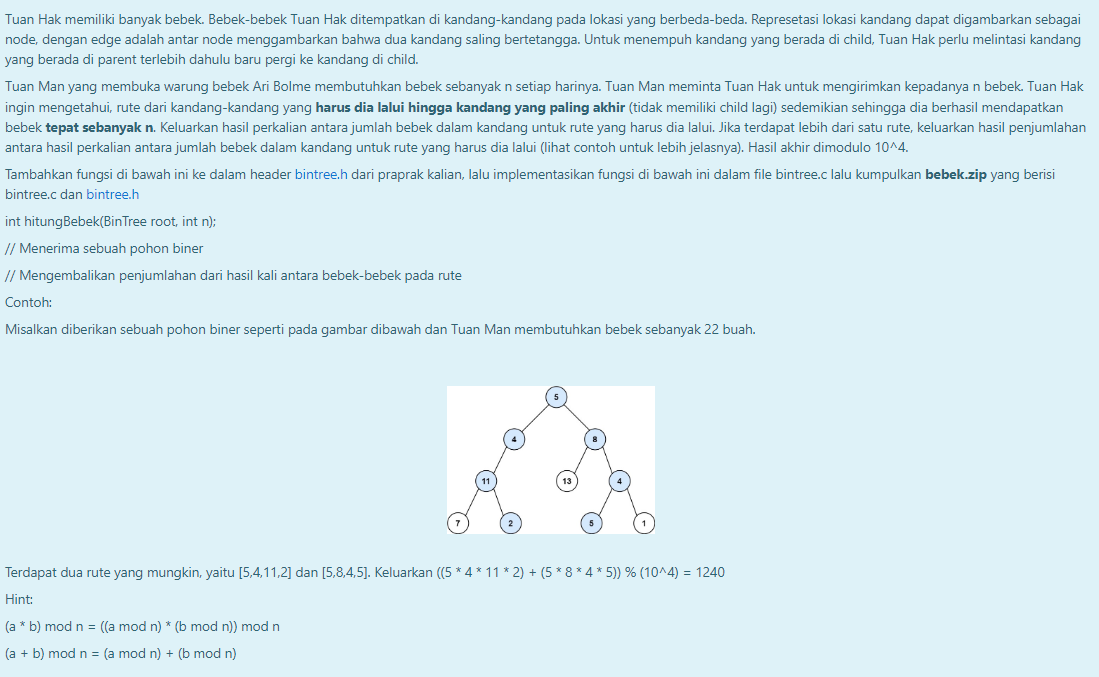 Tuan Hak memiliki banyak bebek. Bebek-bebek Tuan Hak ditempatkan di kandang-kandang pada lokasi yang berbeda-beda. Represetasi lokasi kandang dapat digambarkan sebagai
node, dengan edge adalah antar node menggambarkan bahwa dua kandang saling bertetangga. Untuk menempuh kandang yang berada di child, Tuan Hak perlu melintasi kandang
yang berada di parent terlebih dahulu baru pergi ke kandang di child.
Tuan Man yang membuka warung bebek Ari Bolme membutuhkan bebek sebanyak n setiap harinya. Tuan Man meminta Tuan Hak untuk mengirimkan kepadanya n bebek. Tuan Hak
ingin mengetahui, rute dari kandang-kandang yang harus dia lalui hingga kandang yang paling akhir (tidak memiliki child lagi) sedemikian sehingga dia berhasil mendapatkan
bebek tepat sebanyak n. Keluarkan hasil perkalian antara jumlah bebek dalam kandang untuk rute yang harus dia lalui. Jika terdapat lebih dari satu rute, keluarkan hasil penjumlahan
antara hasil perkalian antara jumlah bebek dalam kandang untuk rute yang harus dia lalui (lihat contoh untuk lebih jelasnya). Hasil akhir dimodulo 10^4.
Tambahkan fungsi di bawah ini ke dalam header bintree.h dari praprak kalian, lalu implementasikan fungsi di bawah ini dalam file bintree.c lalu kumpulkan bebek.zip yang berisi
bintree.c dan bintree.h
int hitungBebek(BinTree root, int n);
// Menerima sebuah pohon biner
// Mengembalikan penjumlahan dari hasil kali antara bebek-bebek pada rute
Contoh:
Misalkan diberikan sebuah pohon biner seperti pada gambar dibawah dan Tuan Man membutuhkan bebek sebanyak 22 buah.
5
4 8
11 13 4
7 2 5 1
Terdapat dua rute yang mungkin, yaitu [5,4,11,2] dan [5,8,4,5]. Keluarkan ((5 * 4 * 11 * 2) + (5 * 8 * 4 * 5)) % (10^4) = 1240
Hint:
(a * b) mod n = ((a mod n) * (b mod n)) mod n
(a + b) mod n = (a mod n) + (b mod n)